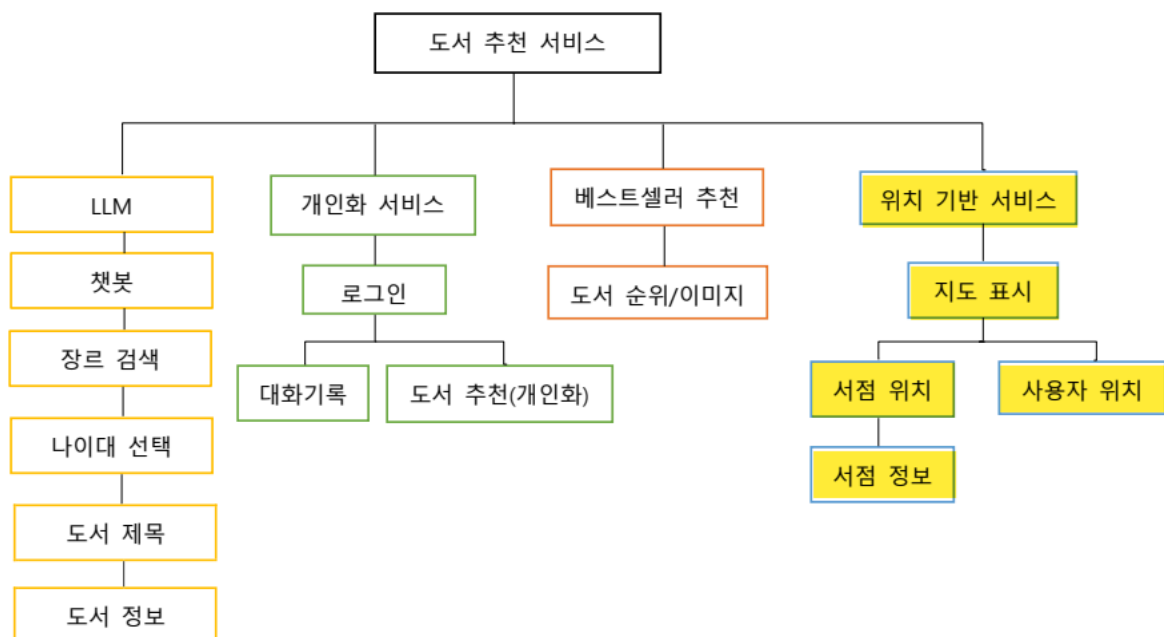 도서 추천 서비스
LLM
개인화 서비스
베스트셀러 추천
위치 기반 서비스
챗봇
로그인
도서 순위/이미지
지도 표시
장르 검색
대화기록
도서 추천(개인화)
서점 위치
사용자 위치
나이대 선택
서점 정보
도서 제목
도서 정보